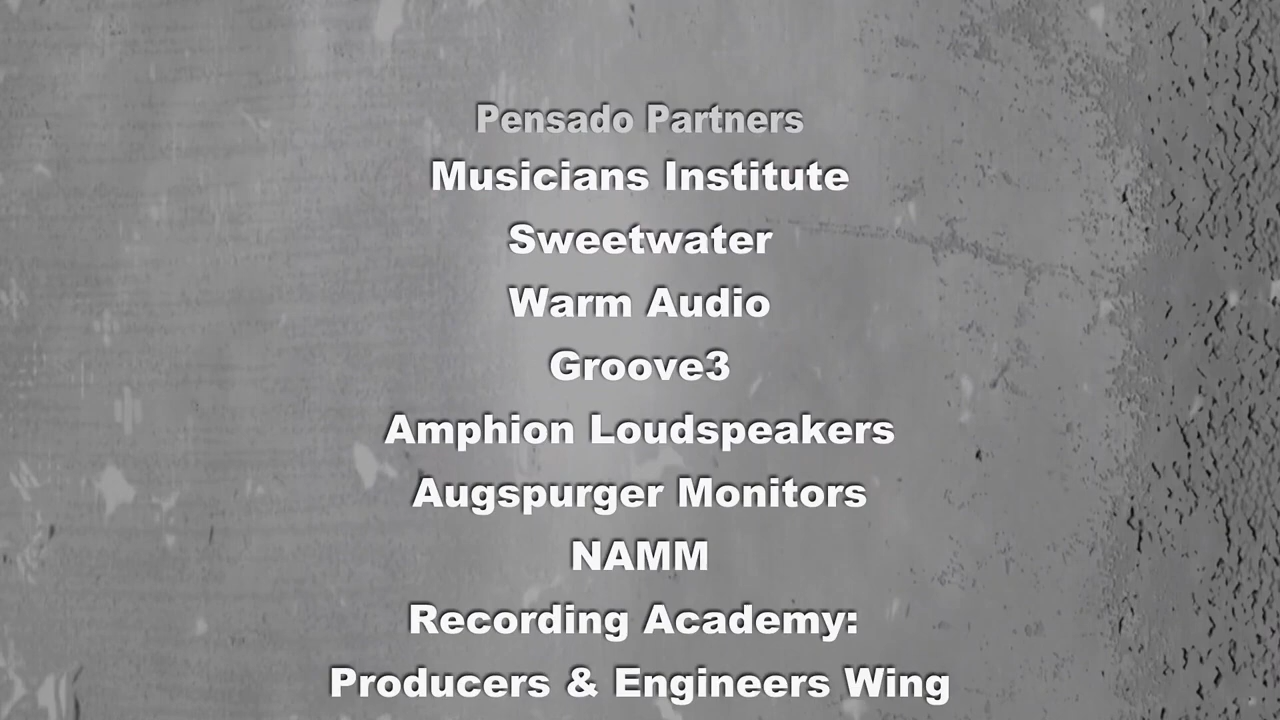 Pensado Partners
Musicians Institute
Sweetwater
Warm Audio
Groove3
Amphion Loudspeakers
Augspurger Monitors
NAMM
Recording Academy:
Producers & Engineers Wing